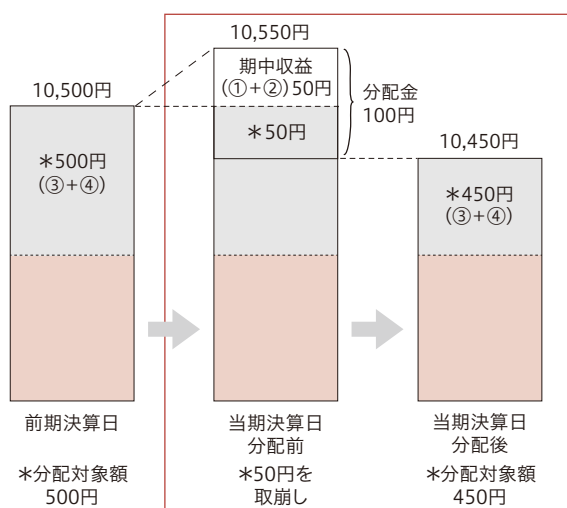 10,500円
＊500円
(③＋④)
前期決算日
＊分配対象額
500円
10,550円
期中収益
(①＋②)50円
＊50円
分配金
100円
当期決算日
分配前
＊50円を
取崩し
10,450円
＊450円
(③＋④)
当期決算日
分配後
＊分配対象額
450円